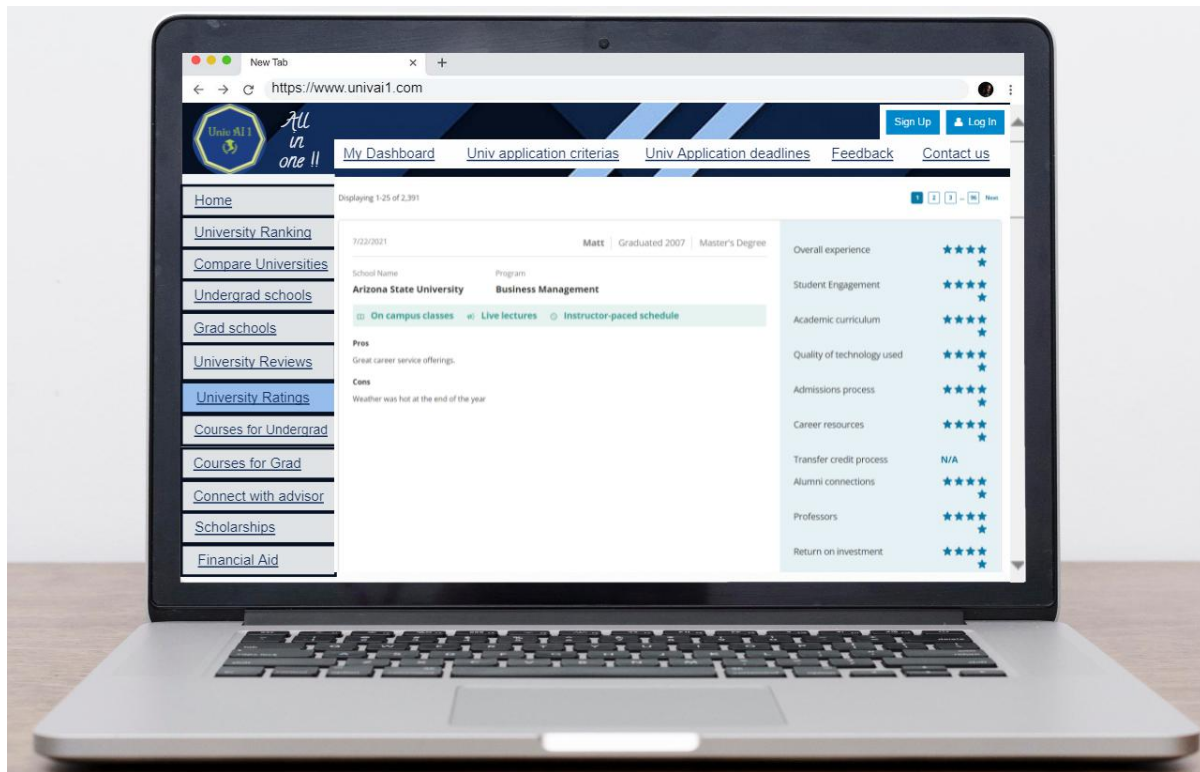 New Tab
https://www.univai1.com
Univ AI 1
All
in
one !!
Sign Up
Log In
My Dashboard Univ application criterias Univ Application deadlines Feedback Contact us
Home
University Ranking
Compare Universities
Undergrad schools
Grad schools
University Reviews
University Ratings
Courses for Undergrad
Courses for Grad
Connect with advisor
Scholarships
Financial Aid
Displaying 1-25 of 2,391
1 2 3 ... 96 Next
7/22/2021
Matt | Graduated 2007 | Master's Degree
School Name Program
Arizona State University Business Management
On campus classes Live lectures Instructor-paced schedule
Pros
Great career service offerings.
Cons
Weather was hot at the end of the year
Overall experience
Student Engagement
Academic curriculum
Quality of technology used
Admissions process
Career resources
Transfer credit process N/A
Alumni connections
Professors
Return on investment